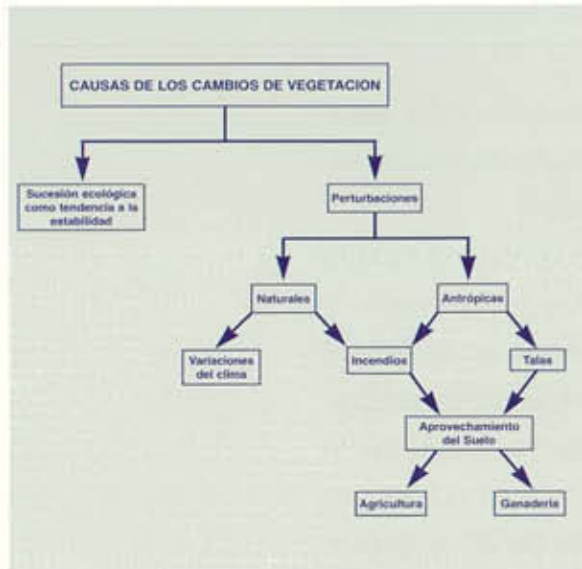 CAUSAS DE LOS CAMBIOS DE VEGETACION
Sucesión ecológica
como tendencia a la
estabilidad
Perturbaciones
Naturales
Antrópicas
Variaciones
del clima
Incendios
Talas
Aprovechamiento
del Suelo
Agricultura
Ganadería